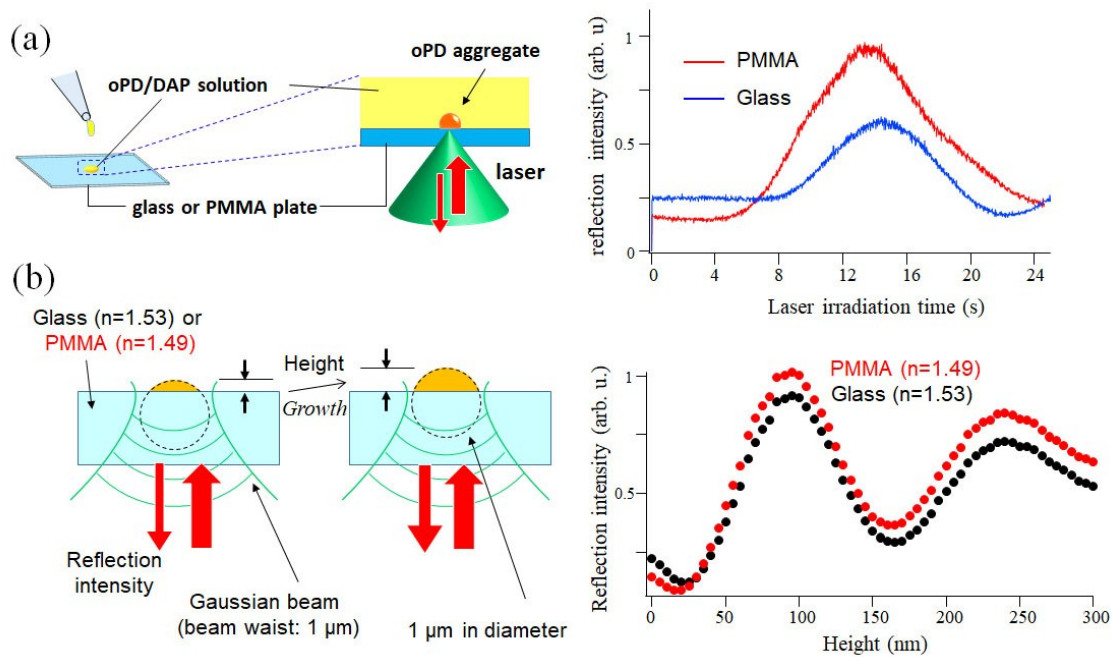 (a)
oPD aggregate
oPD/DAP solution
laser
glass or PMMA plate
reflection intensity (arb. u)
1
0.5
0
PMMA
Glass
0 4 8 12 16 20 24
Laser irradiation time (s)
(b)
Glass (n=1.53) or
PMMA (n=1.49)
Height
Growth
Reflection
intensity
Gaussian beam
(beam waist: 1 μm)
1 μm in diameter
Reflection intensity (arb. u.)
1
0.5
PMMA (n=1.49)
Glass (n=1.53)
0 50 100 150 200 250 300
Height (nm)